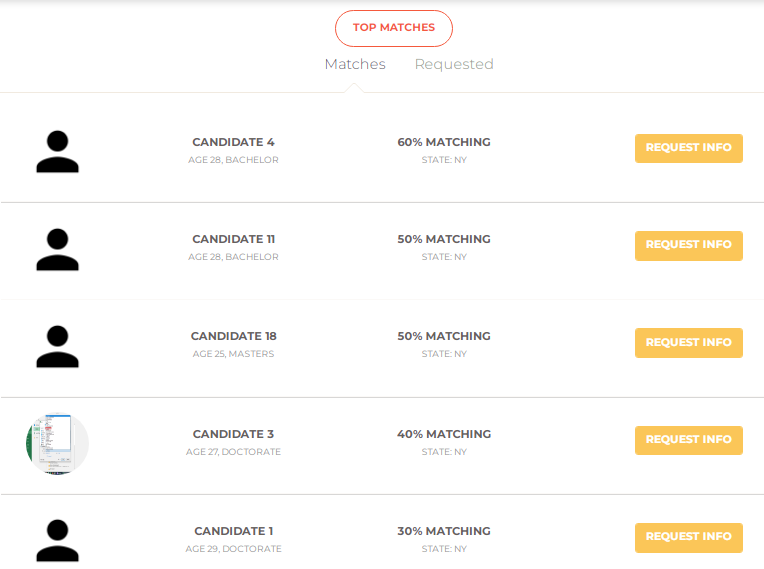 TOP MATCHES
Matches Requested
CANDIDATE 4 60% MATCHING REQUEST INFO
AGE 28, BACHELOR STATE: NY
CANDIDATE 11 50% MATCHING REQUEST INFO
AGE 28, BACHELOR STATE: NY
CANDIDATE 18 50% MATCHING REQUEST INFO
AGE 25, MASTERS STATE: NY
CANDIDATE 3 40% MATCHING REQUEST INFO
AGE 27, DOCTORATE STATE: NY
CANDIDATE 1 30% MATCHING REQUEST INFO
AGE 29, DOCTORATE STATE: NY